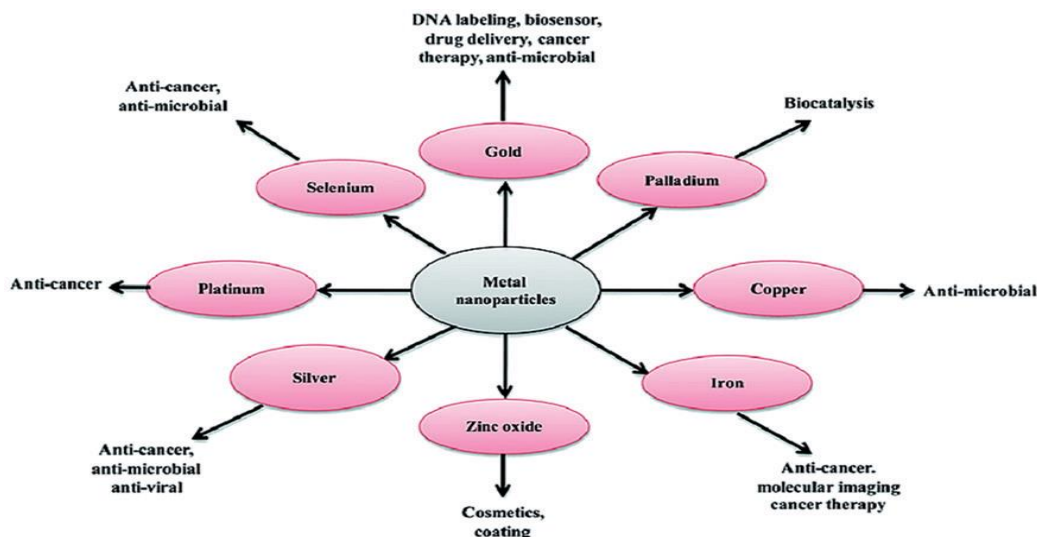 DNA labeling, biosensor,
drug delivery, cancer
therapy, anti-microbial
Anti-cancer,
anti-microbial
Biocatalysis
Gold
Selenium
Palladium
Anti-cancer
Platinum
Metal
nanoparticles
Copper
Anti-microbial
Silver
Iron
Zinc oxide
Anti-cancer,
anti-microbial
anti-viral
Anti-cancer.
molecular imaging
cancer therapy
Cosmetics,
coating